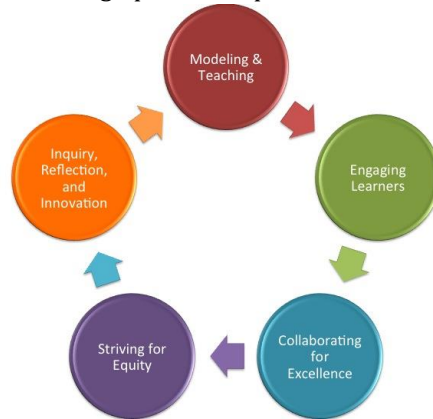 Modeling &
Teaching
Engaging
Learners
Collaborating
for
Excellence
Striving for
Equity
Inquiry,
Reflection,
and
Innovation